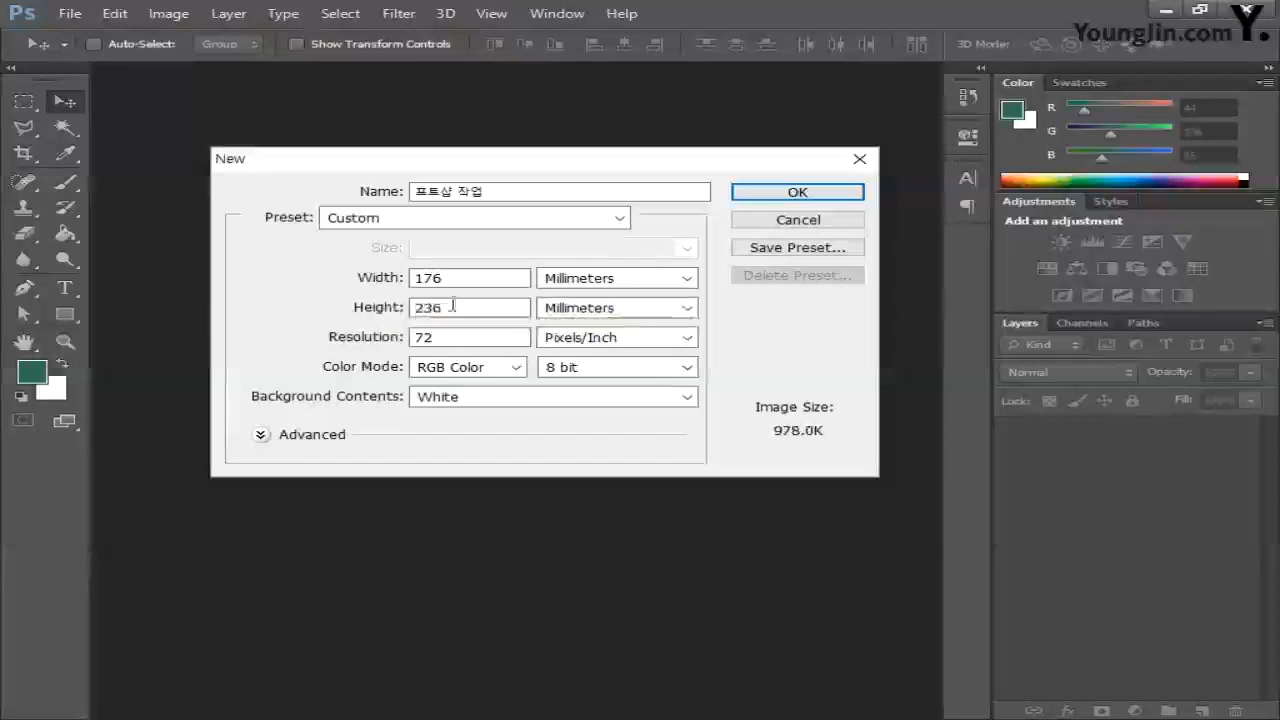 Ps File Edit Image Layer Type Select Filter 3D View Window Help
Younglin.com Y.
Auto-Select: Group Show Transform Controls 3D Mode:
Color Swatches
R 44
G
B
Adjustments Styles
Add an adjustment
Layers Channels Paths
Kind
Normal Opacity:
Lock: Fill:
New
Name: 포트샵 작업 OK
Preset: Custom Cancel
Size: Save Preset...
Width: 176 Millimeters Delete Preset...
Height: 236 Millimeters
Resolution: 72 Pixels/Inch
Color Mode: RGB Color 8 bit
Background Contents: White
Advanced
Image Size:
978.0K